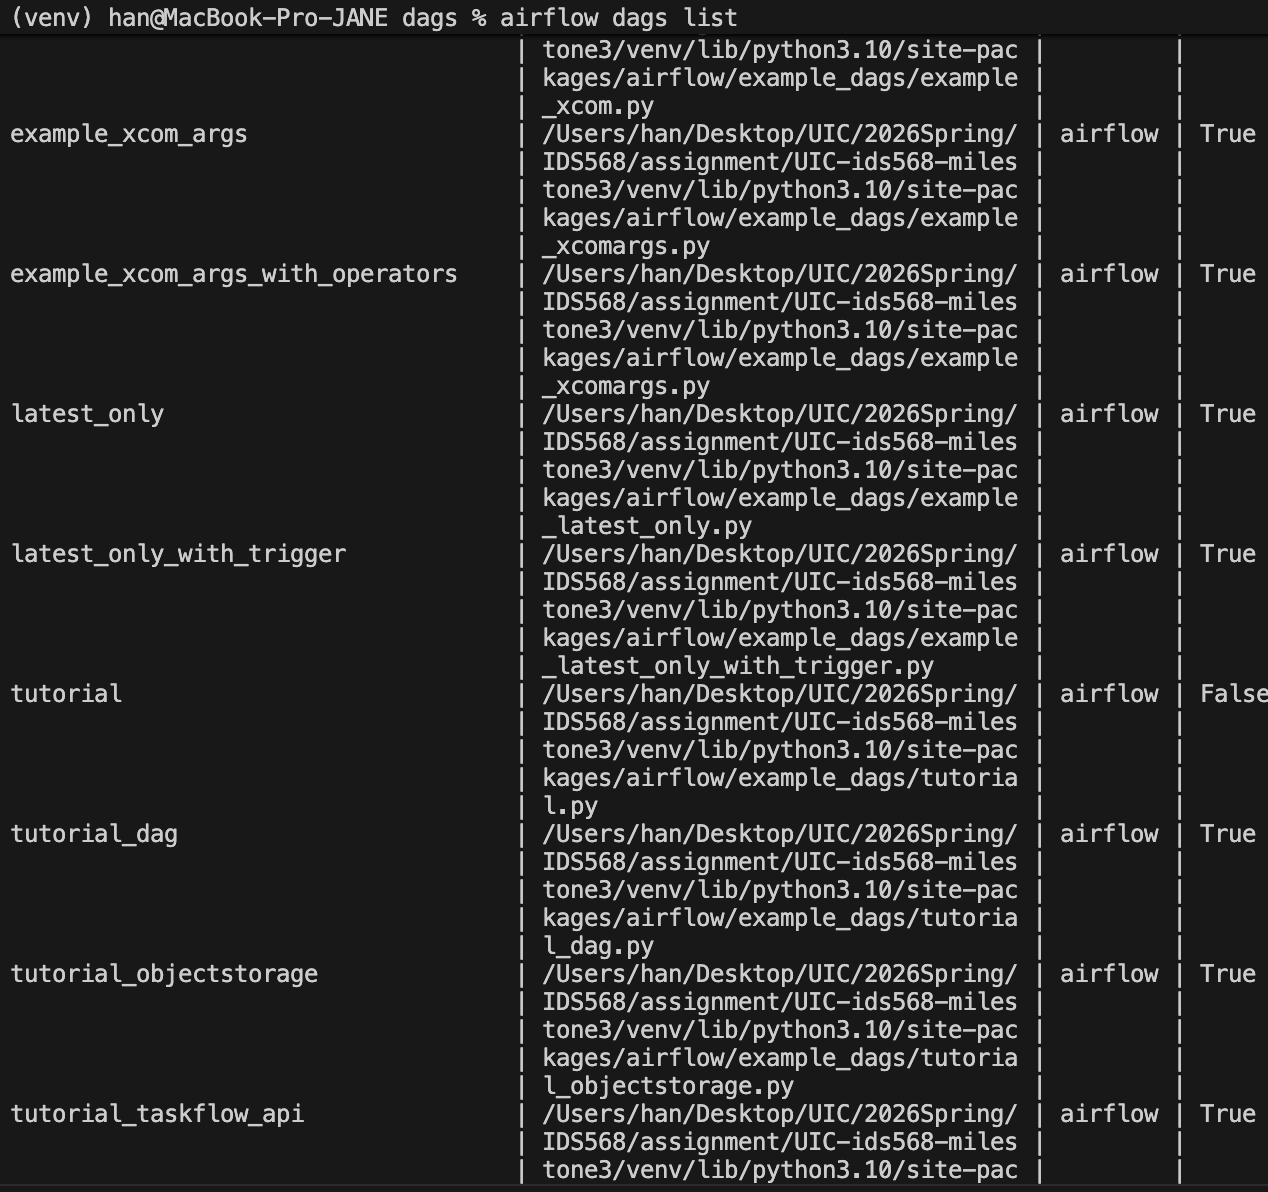 (venv) han@MacBook-Pro-JANE dags % airflow dags list
| tone3/venv/lib/python3.10/site-pac | |
| kages/airflow/example_dags/example | |
| _xcom.py | |
example_xcom_args | /Users/han/Desktop/UIC/2026Spring/ | airflow | True
| IDS568/assignment/UIC-ids568-miles | |
| tone3/venv/lib/python3.10/site-pac | |
| kages/airflow/example_dags/example | |
| _xcomargs.py | |
example_xcom_args_with_operators | /Users/han/Desktop/UIC/2026Spring/ | airflow | True
| IDS568/assignment/UIC-ids568-miles | |
| tone3/venv/lib/python3.10/site-pac | |
| kages/airflow/example_dags/example | |
| _xcomargs.py | |
latest_only | /Users/han/Desktop/UIC/2026Spring/ | airflow | True
| IDS568/assignment/UIC-ids568-miles | |
| tone3/venv/lib/python3.10/site-pac | |
| kages/airflow/example_dags/example | |
| _latest_only.py | |
latest_only_with_trigger | /Users/han/Desktop/UIC/2026Spring/ | airflow | True
| IDS568/assignment/UIC-ids568-miles | |
| tone3/venv/lib/python3.10/site-pac | |
| kages/airflow/example_dags/example | |
| _latest_only_with_trigger.py | |
tutorial | /Users/han/Desktop/UIC/2026Spring/ | airflow | False
| IDS568/assignment/UIC-ids568-miles | |
| tone3/venv/lib/python3.10/site-pac | |
| kages/airflow/example_dags/tutoria | |
| l.py | |
tutorial_dag | /Users/han/Desktop/UIC/2026Spring/ | airflow | True
| IDS568/assignment/UIC-ids568-miles | |
| tone3/venv/lib/python3.10/site-pac | |
| kages/airflow/example_dags/tutoria | |
| l_dag.py | |
tutorial_objectstorage | /Users/han/Desktop/UIC/2026Spring/ | airflow | True
| IDS568/assignment/UIC-ids568-miles | |
| tone3/venv/lib/python3.10/site-pac | |
| kages/airflow/example_dags/tutoria | |
| l_objectstorage.py | |
tutorial_taskflow_api | /Users/han/Desktop/UIC/2026Spring/ | airflow | True
| IDS568/assignment/UIC-ids568-miles | |
| tone3/venv/lib/python3.10/site-pac | |